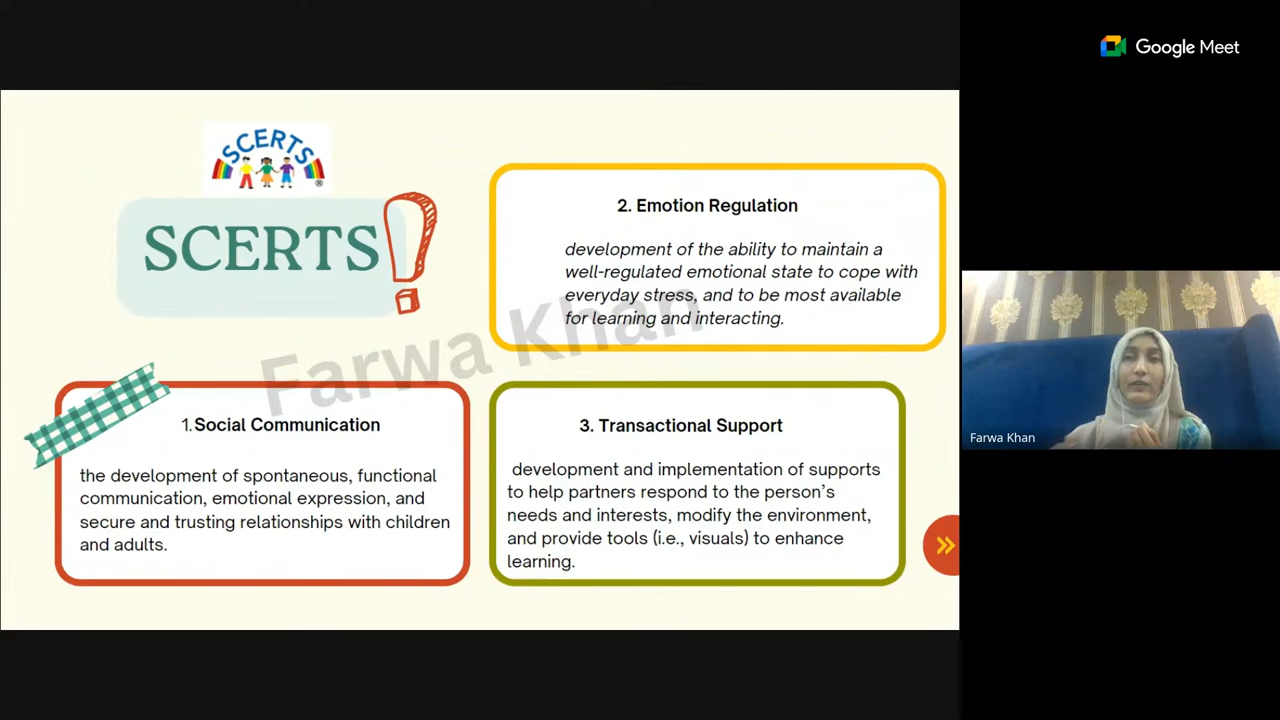 Google Meet
SCERTS
®
SCERTS!
2. Emotion Regulation
development of the ability to maintain a
well-regulated emotional state to cope with
everyday stress, and to be most available
for learning and interacting.
Farwa Khan
1.Social Communication
the development of spontaneous, functional
communication, emotional expression, and
secure and trusting relationships with children
and adults.
3. Transactional Support
development and implementation of supports
to help partners respond to the person's
needs and interests, modify the environment,
and provide tools (i.e., visuals) to enhance
learning.
Farwa Khan